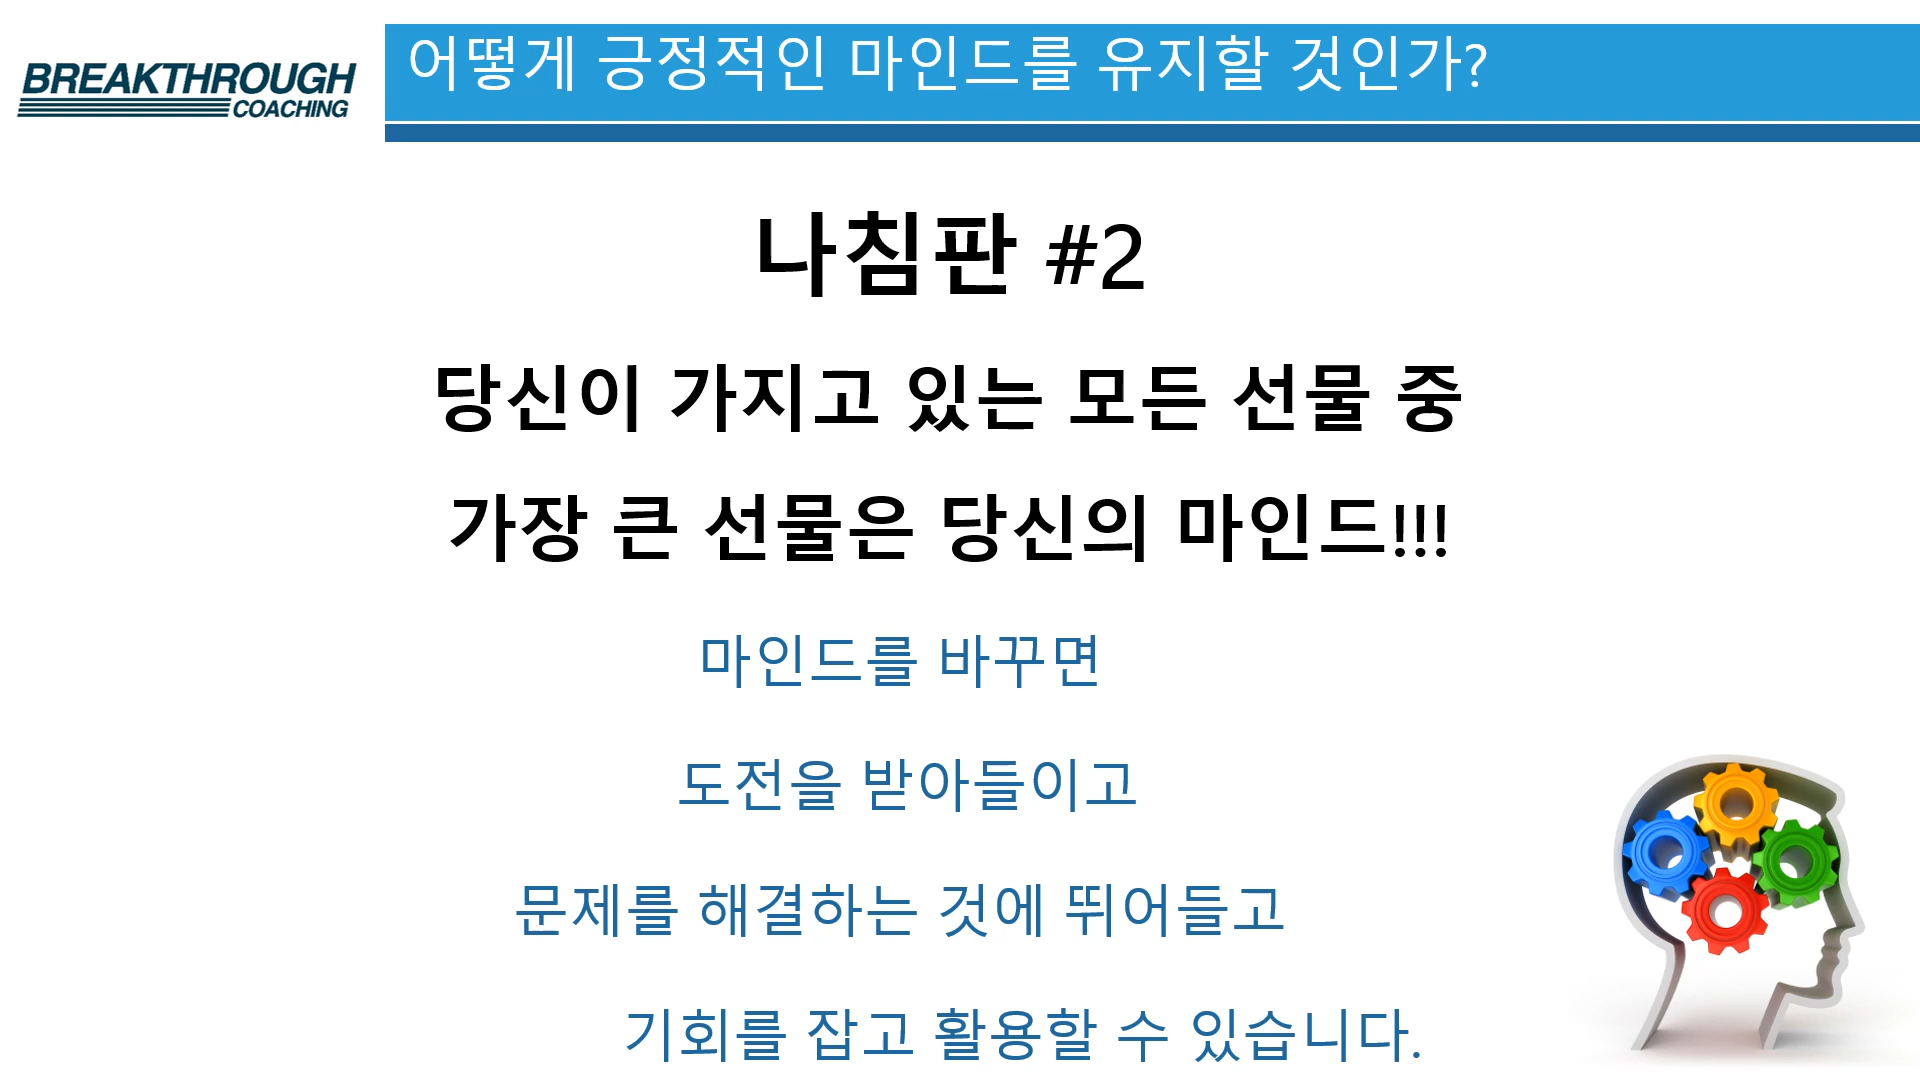 BREAKTHROUGH
COACHING
어떻게 긍정적인 마인드를 유지할 것인가?
나침판 #2
당신이 가지고 있는 모든 선물 중
가장 큰 선물은 당신의 마인드!!!
마인드를 바꾸면
도전을 받아들이고
문제를 해결하는 것에 뛰어들고
기회를 잡고 활용할 수 있습니다.